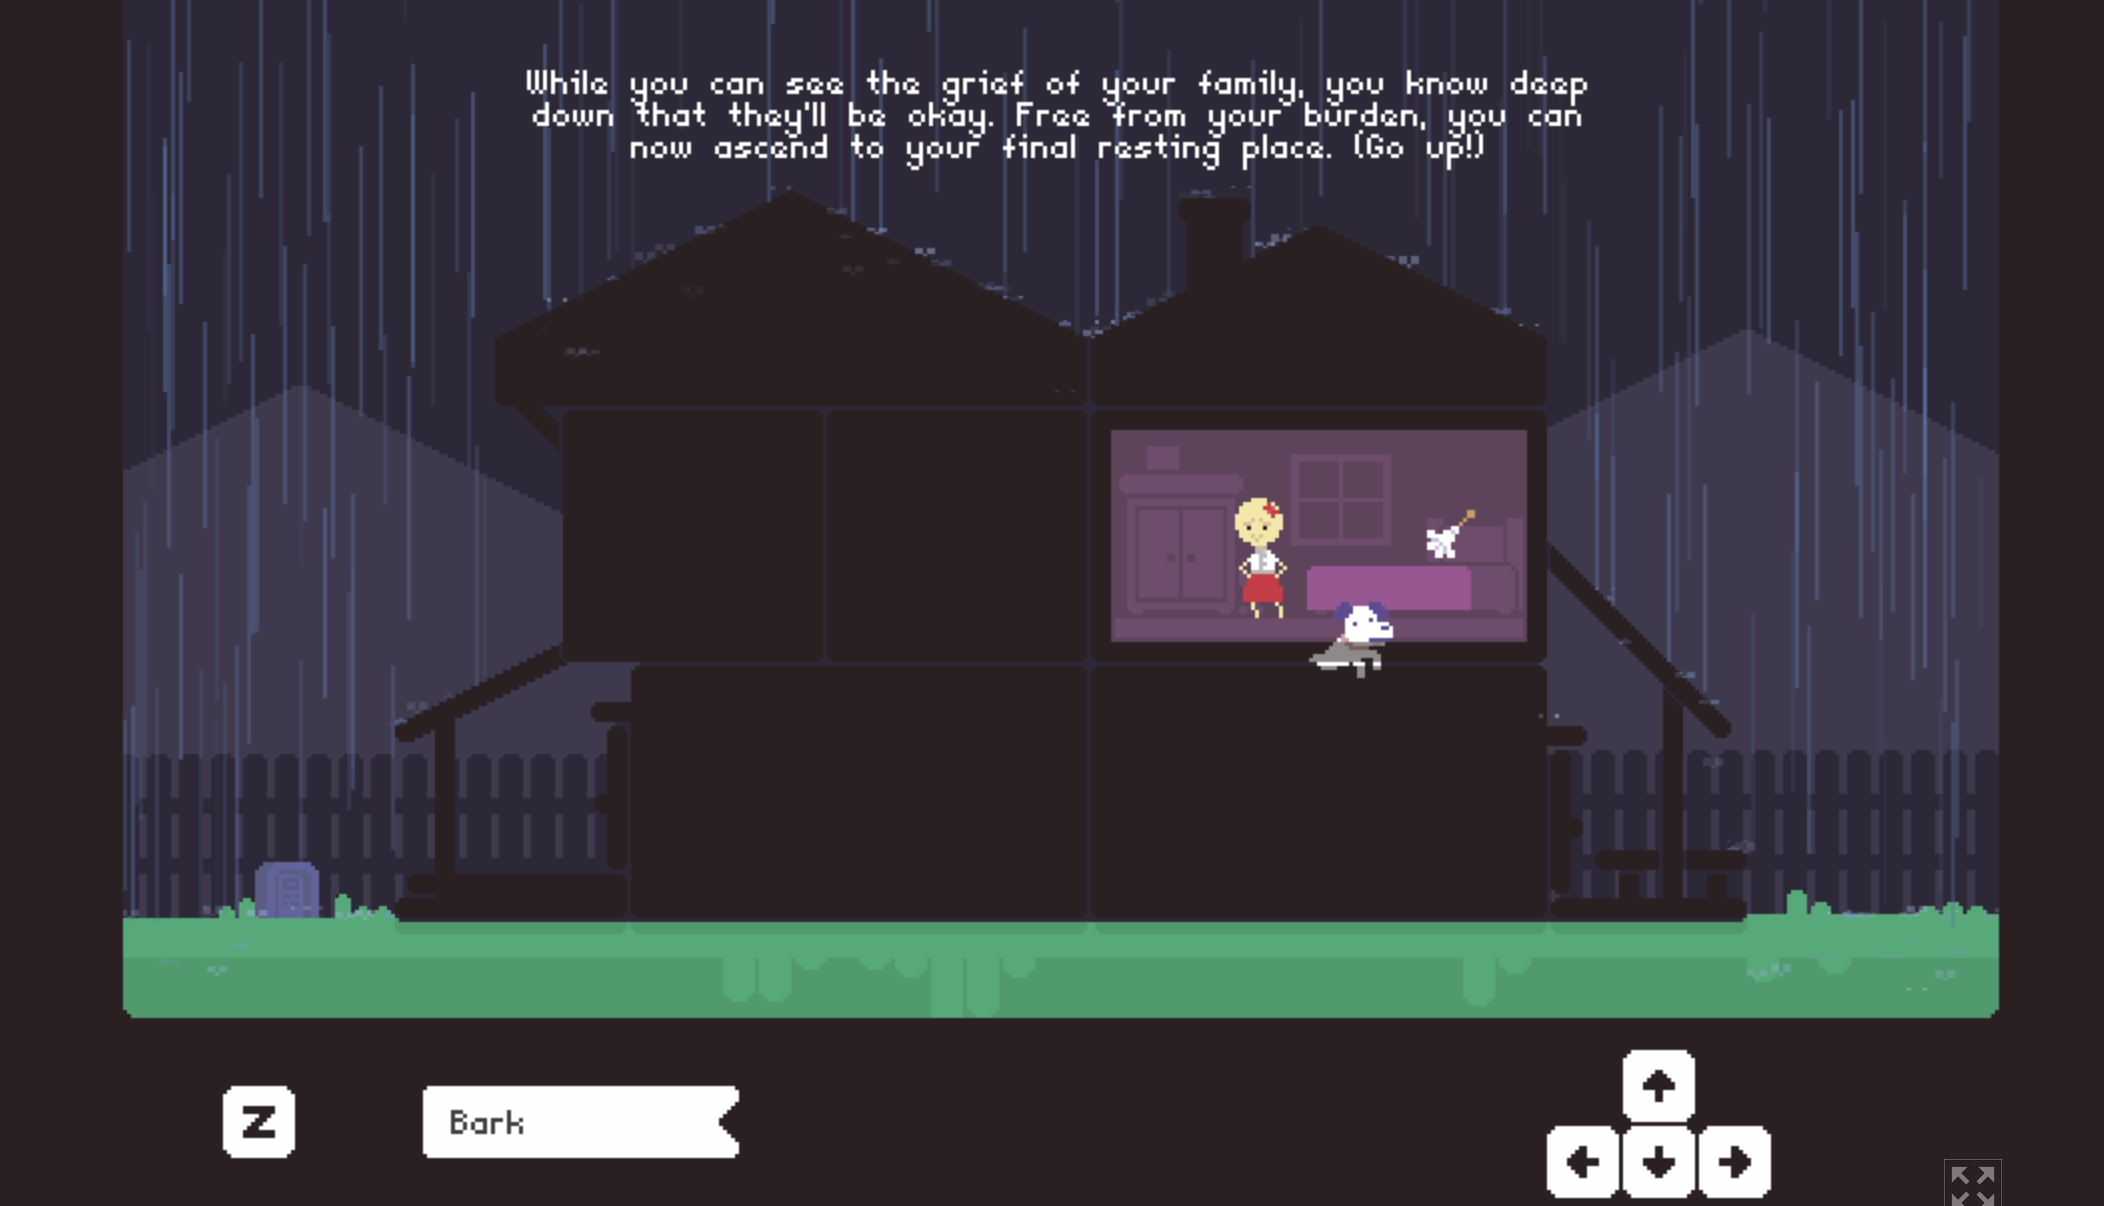 While you can see the grief of your family, you know deep
down that they'll be okay. Free from your burden, you can
now ascend to your final resting place. (Go up!)
Z
Bark